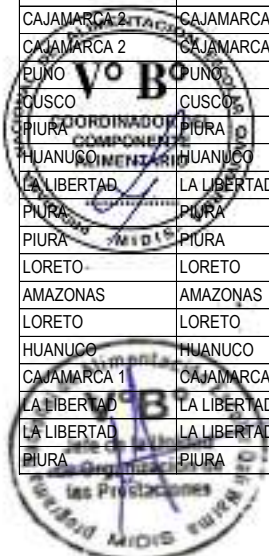 CAJAMARCA 2 CAJAMARCA
CAJAMARCA 2 CAJAMARCA
PUNO PUNO
CUSCO CUSCO
PIURA PIURA
HUANUCO HUANUCO
LA LIBERTAD LA LIBERTAD
PIURA PIURA
PIURA PIURA
LORETO LORETO
AMAZONAS AMAZONAS
LORETO LORETO
HUANUCO HUANUCO
CAJAMARCA 1 CAJAMARCA
LA LIBERTAD LA LIBERTAD
LA LIBERTAD LA LIBERTAD
PIURA PIURA
V° B°
COORDINADOR
COMPONENTE
ALIMENTARIO
MIDIS
las Prestaciones
MIDIS